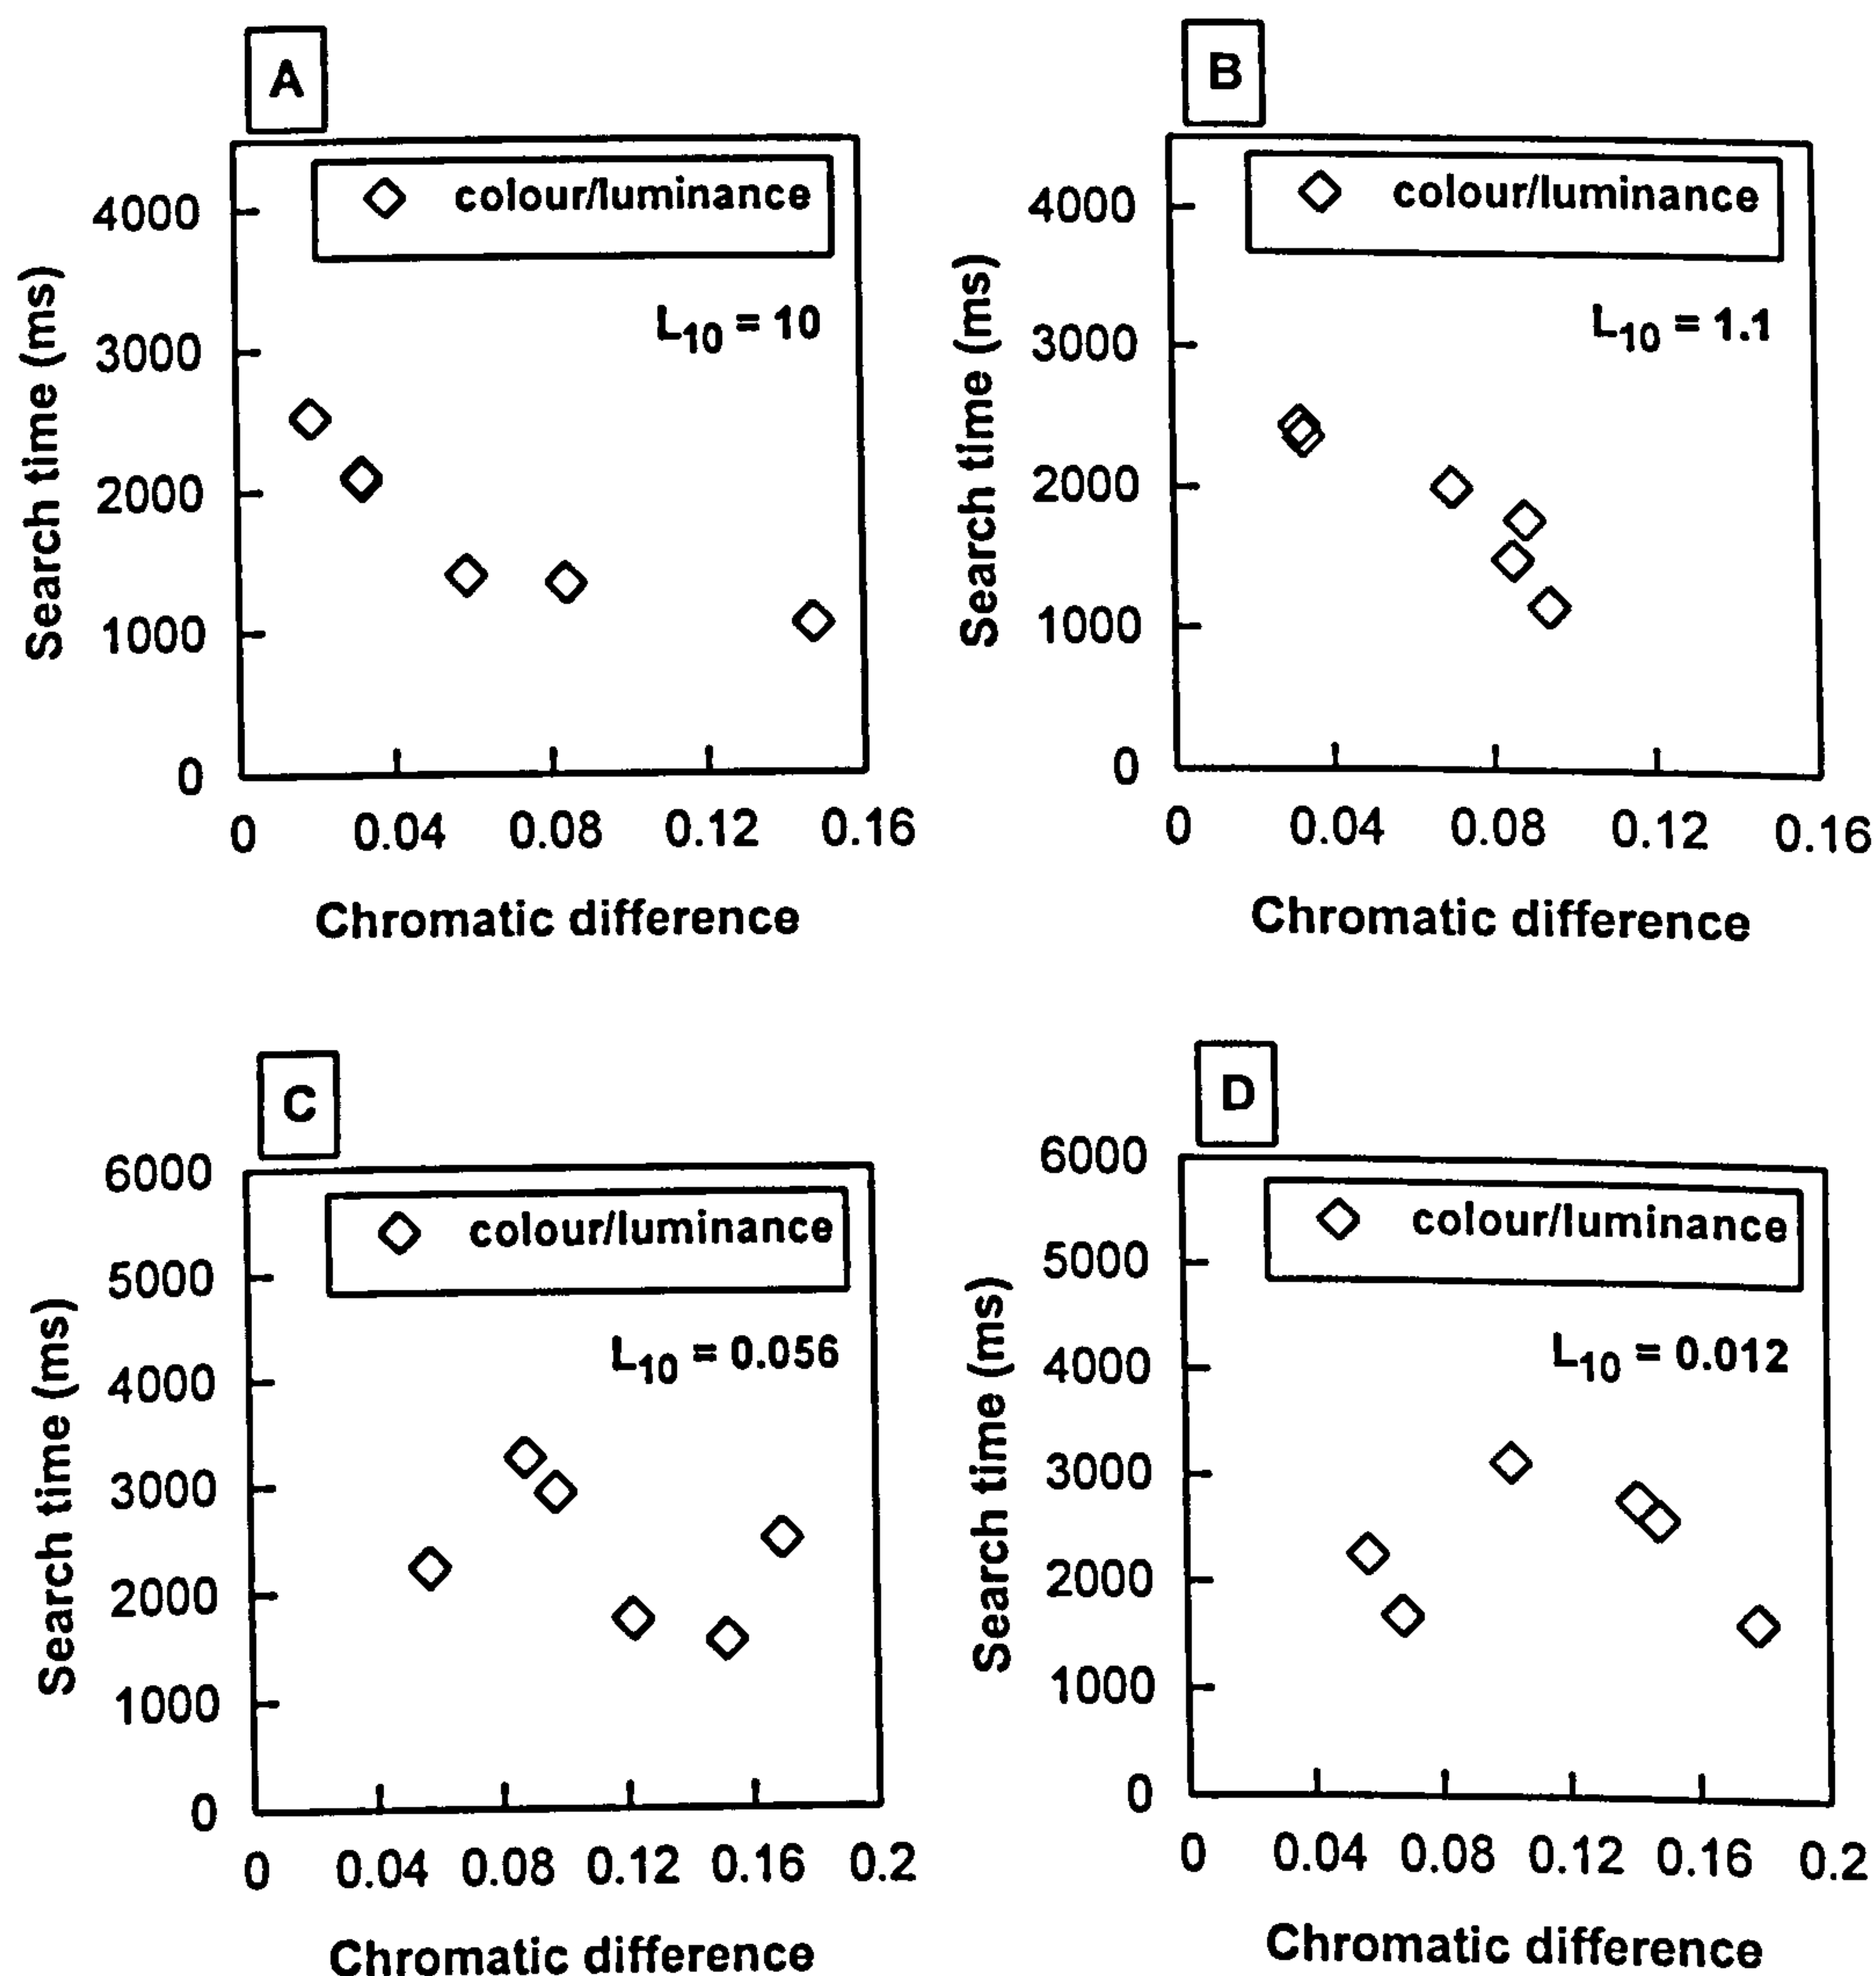 A
colour/luminance
L10 = 10
Search time (ms)
4000
3000
2000
1000
0
0 0.04 0.08 0.12 0.16
Chromatic difference
B
colour/luminance
L10 = 1.1
Search time (ms)
4000
3000
2000
1000
0
0 0.04 0.08 0.12 0.16
Chromatic difference
C
colour/luminance
L10 = 0.056
Search time (ms)
6000
5000
4000
3000
2000
1000
0
0 0.04 0.08 0.12 0.16 0.2
Chromatic difference
D
colour/luminance
L10 = 0.012
Search time (ms)
6000
5000
4000
3000
2000
1000
0
0 0.04 0.08 0.12 0.16 0.2
Chromatic difference